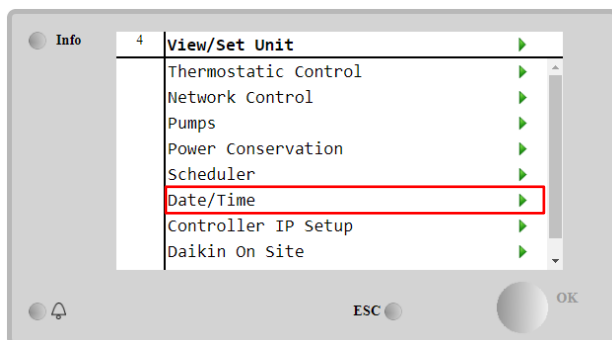 Info
4 View/Set Unit
Thermostatic Control
Network Control
Pumps
Power Conservation
Scheduler
Date/Time
Controller IP Setup
Daikin On Site
ESC
OK